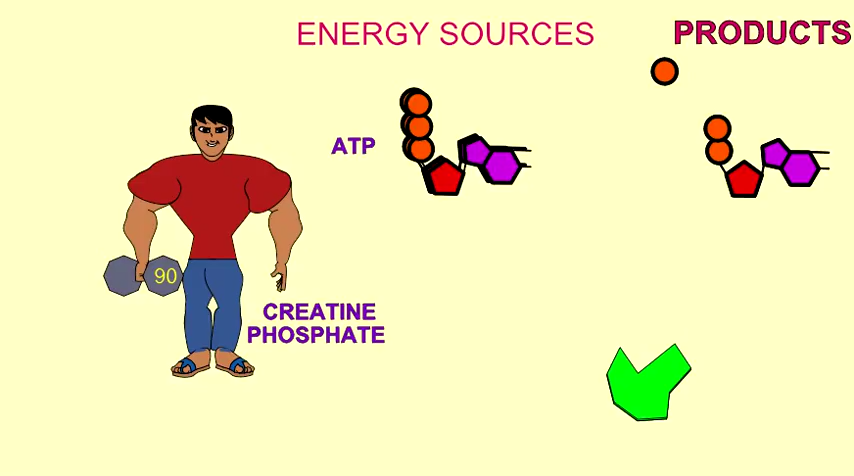 ENERGY SOURCES
PRODUCTS
ATP
90
CREATINE
PHOSPHATE